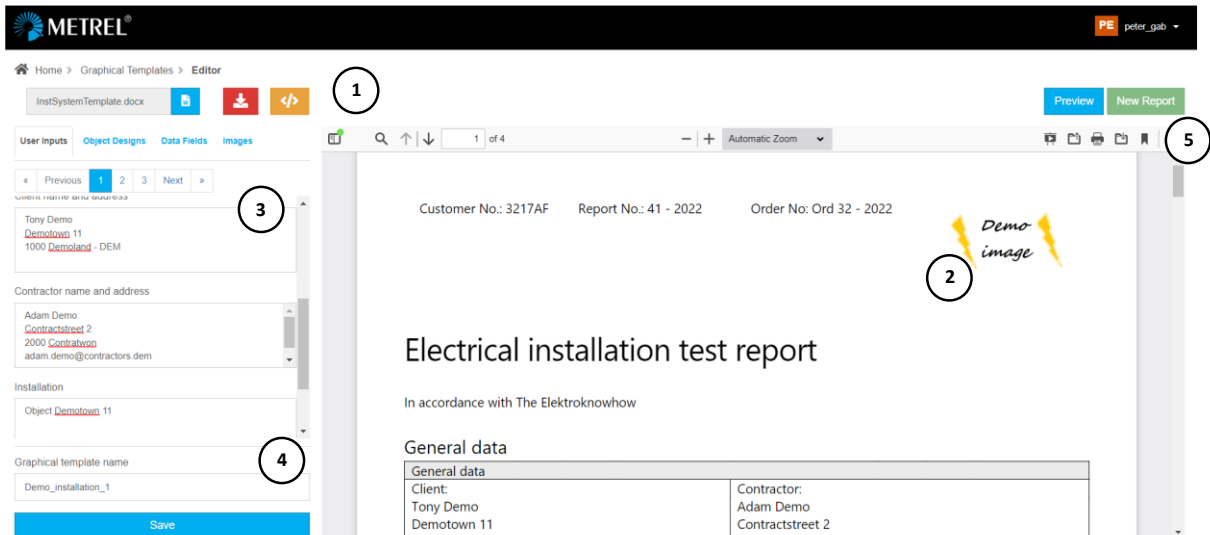 METREL®
PE peter_gab
Home > Graphical Templates > Editor
1
InstSystemTemplate.docx
</>
Preview New Report
User Inputs Object Designs Data Fields Images
1 of 4
Automatic Zoom
5
« Previous 1 2 3 Next »
Client name and address
3
Tony Demo
Demotown 11
1000 Demoland - DEM
Customer No.: 3217AF Report No.: 41 - 2022 Order No: Ord 32 - 2022
Demo
image
2
Contractor name and address
Adam Demo
Contractstreet 2
2000 Contratwon
adam.demo@contractors.dem
Electrical installation test report
Installation
Object Demotown 11
In accordance with The Elektroknowhow
4
Graphical template name
Demo_installation_1
Save
General data
General data
Client:
Tony Demo
Demotown 11
Contractor:
Adam Demo
Contractstreet 2